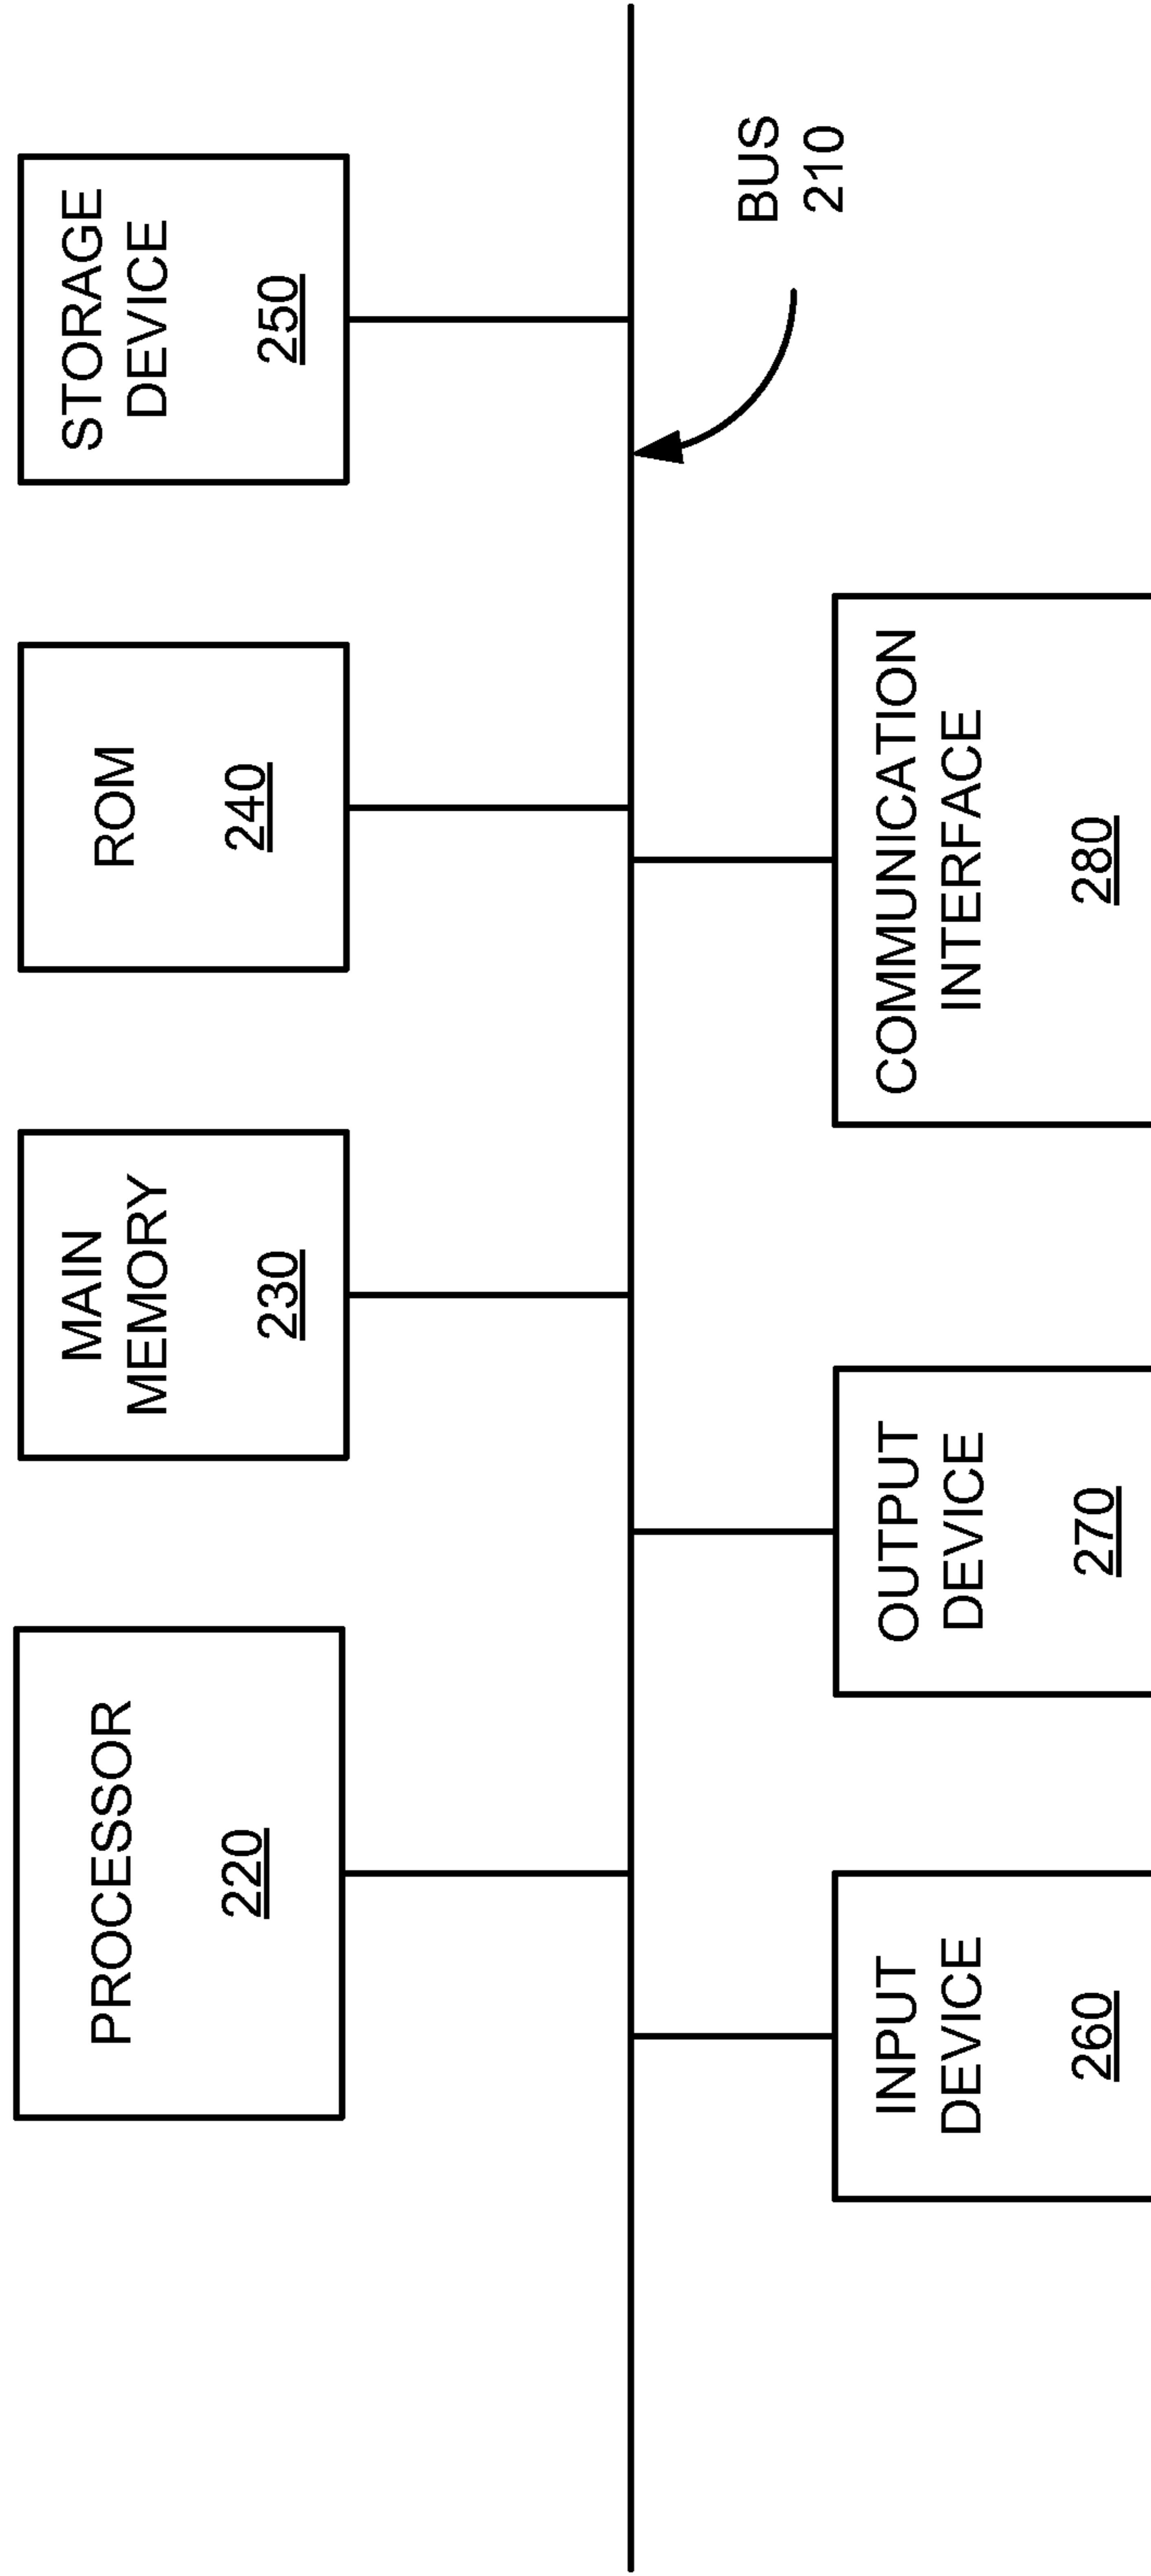 PROCESSOR
220
MAIN
MEMORY
230
ROM
240
STORAGE
DEVICE
250
BUS
210
INPUT
DEVICE
260
OUTPUT
DEVICE
270
COMMUNICATION
INTERFACE
280